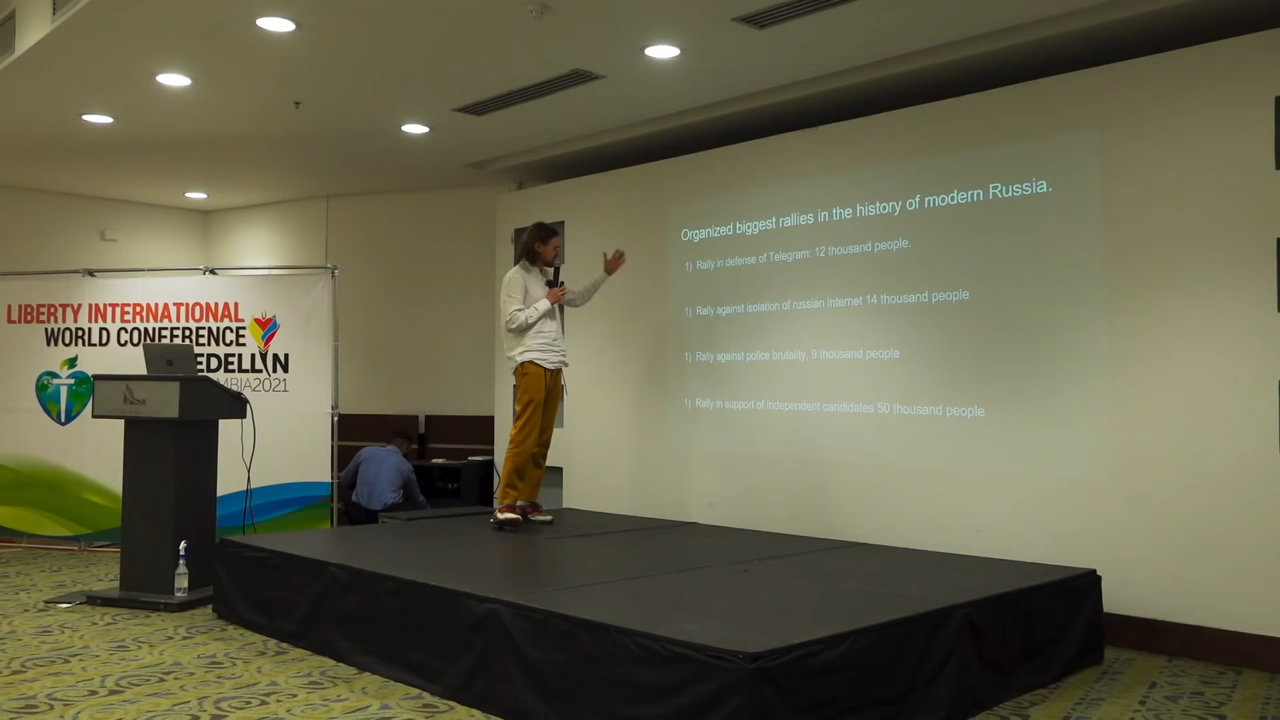 LIBERTY INTERNATIONAL
WORLD CONFERENCE
EDELLIN
MBIA2021
Organized biggest rallies in the history of modern Russia.
1) Rally in defense of Telegram: 12 thousand people.
1) Rally against isolation of russian internet 14 thousand people
1) Rally against police brutality, 9 thousand people
1) Rally in support of independent candidates 50 thousand people